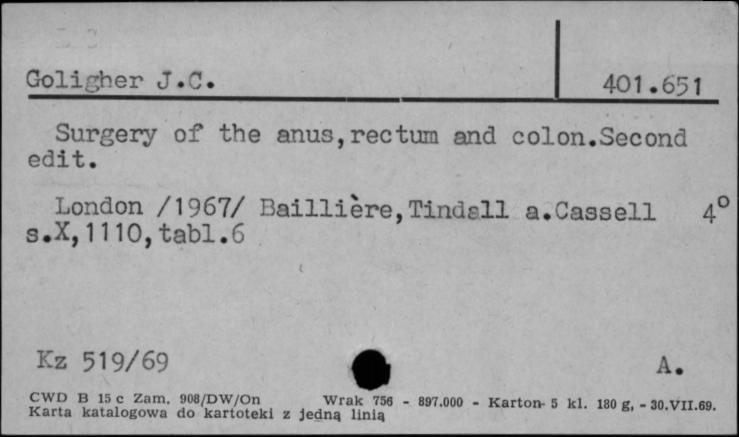 Goligher J.C. 401.651
Surgery of the anus,rectum and colon.Second
edit.
London /1967/ Baillière,Tindall a.Cassell 4°
s.X,1110,tabl.6
Kz 519/69 A.
CWD B 15 c Zam. 908/DW/On Wrak 756 - 897.000 - Karton- 5 kl. 180 g, - 30.VII.69.
Karta katalogowa do kartoteki z jedną linią